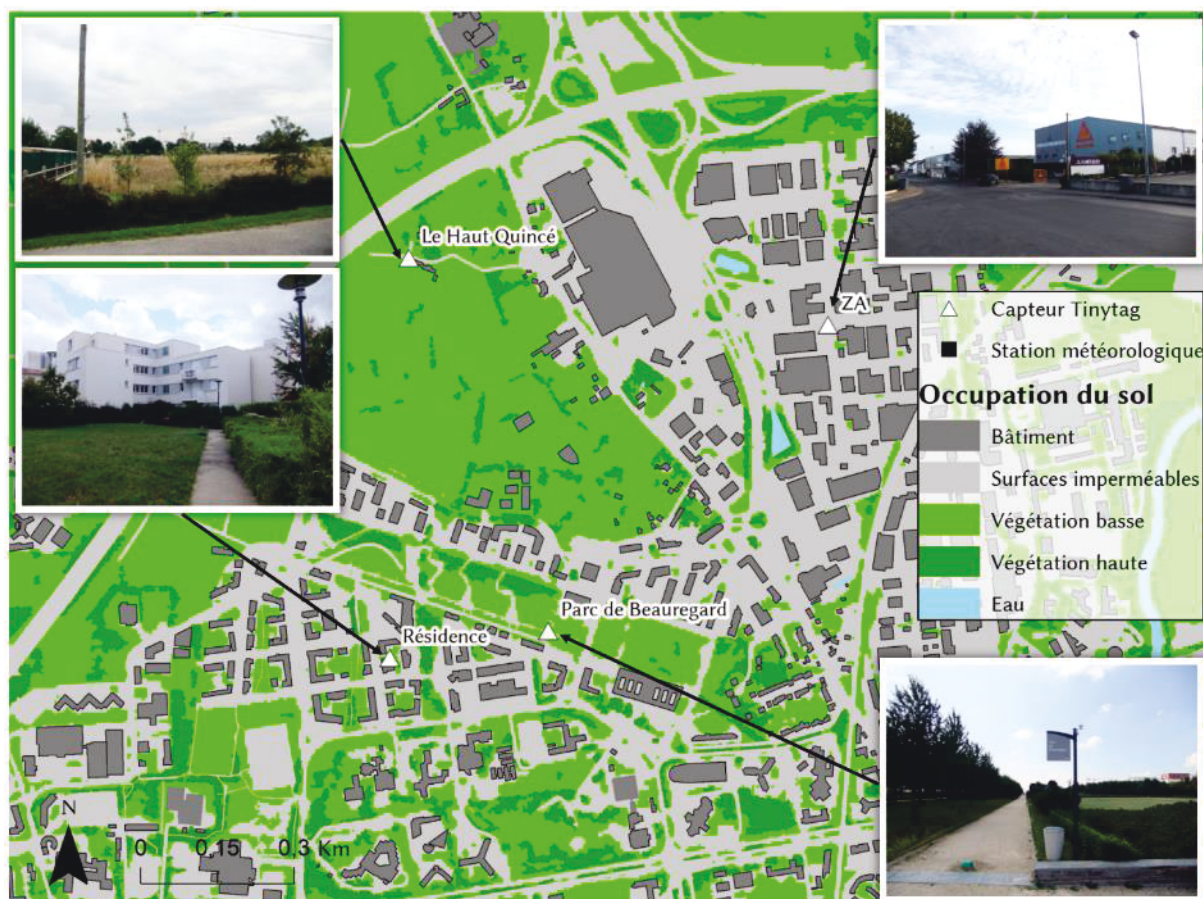 Le Haut Quincé
ZA
Capteur Tinytag
Station météorologique
Occupation du sol
Bâtiment
Surfaces imperméables
Végétation basse
Végétation haute
Eau
Parc de Beauregard
Résidence
N
0 0,15 0,3 Km